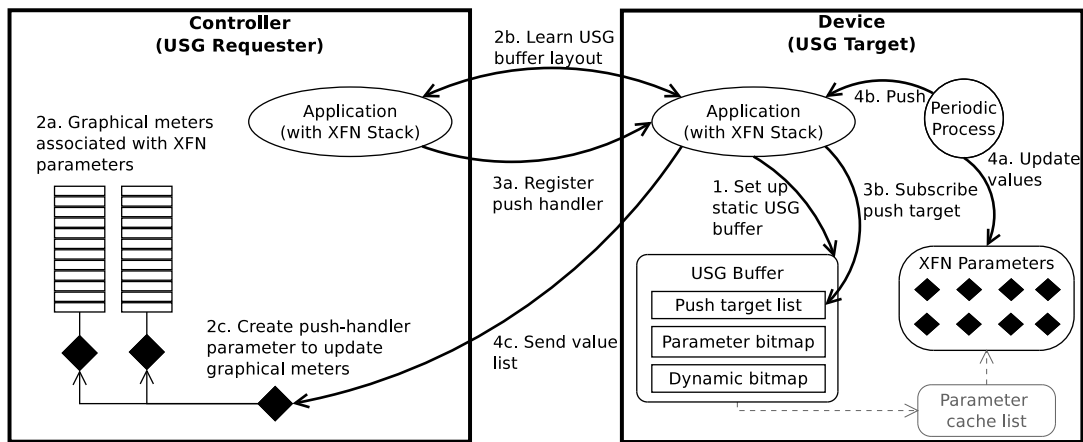 Controller
(USG Requester)
2a. Graphical meters
associated with XFN
parameters
Application
(with XFN Stack)
2b. Learn USG
buffer layout
3a. Register
push handler
2c. Create push-handler
parameter to update
graphical meters
4c. Send value
list
Device
(USG Target)
Application
(with XFN Stack)
4b. Push
Periodic
Process
4a. Update
values
1. Set up
static USG
buffer
3b. Subscribe
push target
USG Buffer
Push target list
Parameter bitmap
Dynamic bitmap
XFN Parameters
Parameter
cache list